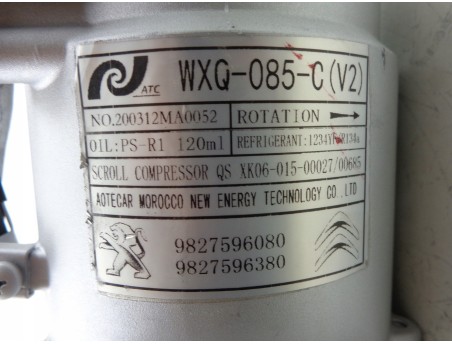 ATC WXQ-085-C(V2)
NO.200312MA0052 ROTATION
OIL:PS-R1 120ml REFRIGERANT:1234YF/R134a
SCROLL COMPRESSOR QS XK06-015-00027/00685
AOTECAR MOROCCO NEW ENERGY TECHNOLOGY CO.,LTD
9827596080
9827596380